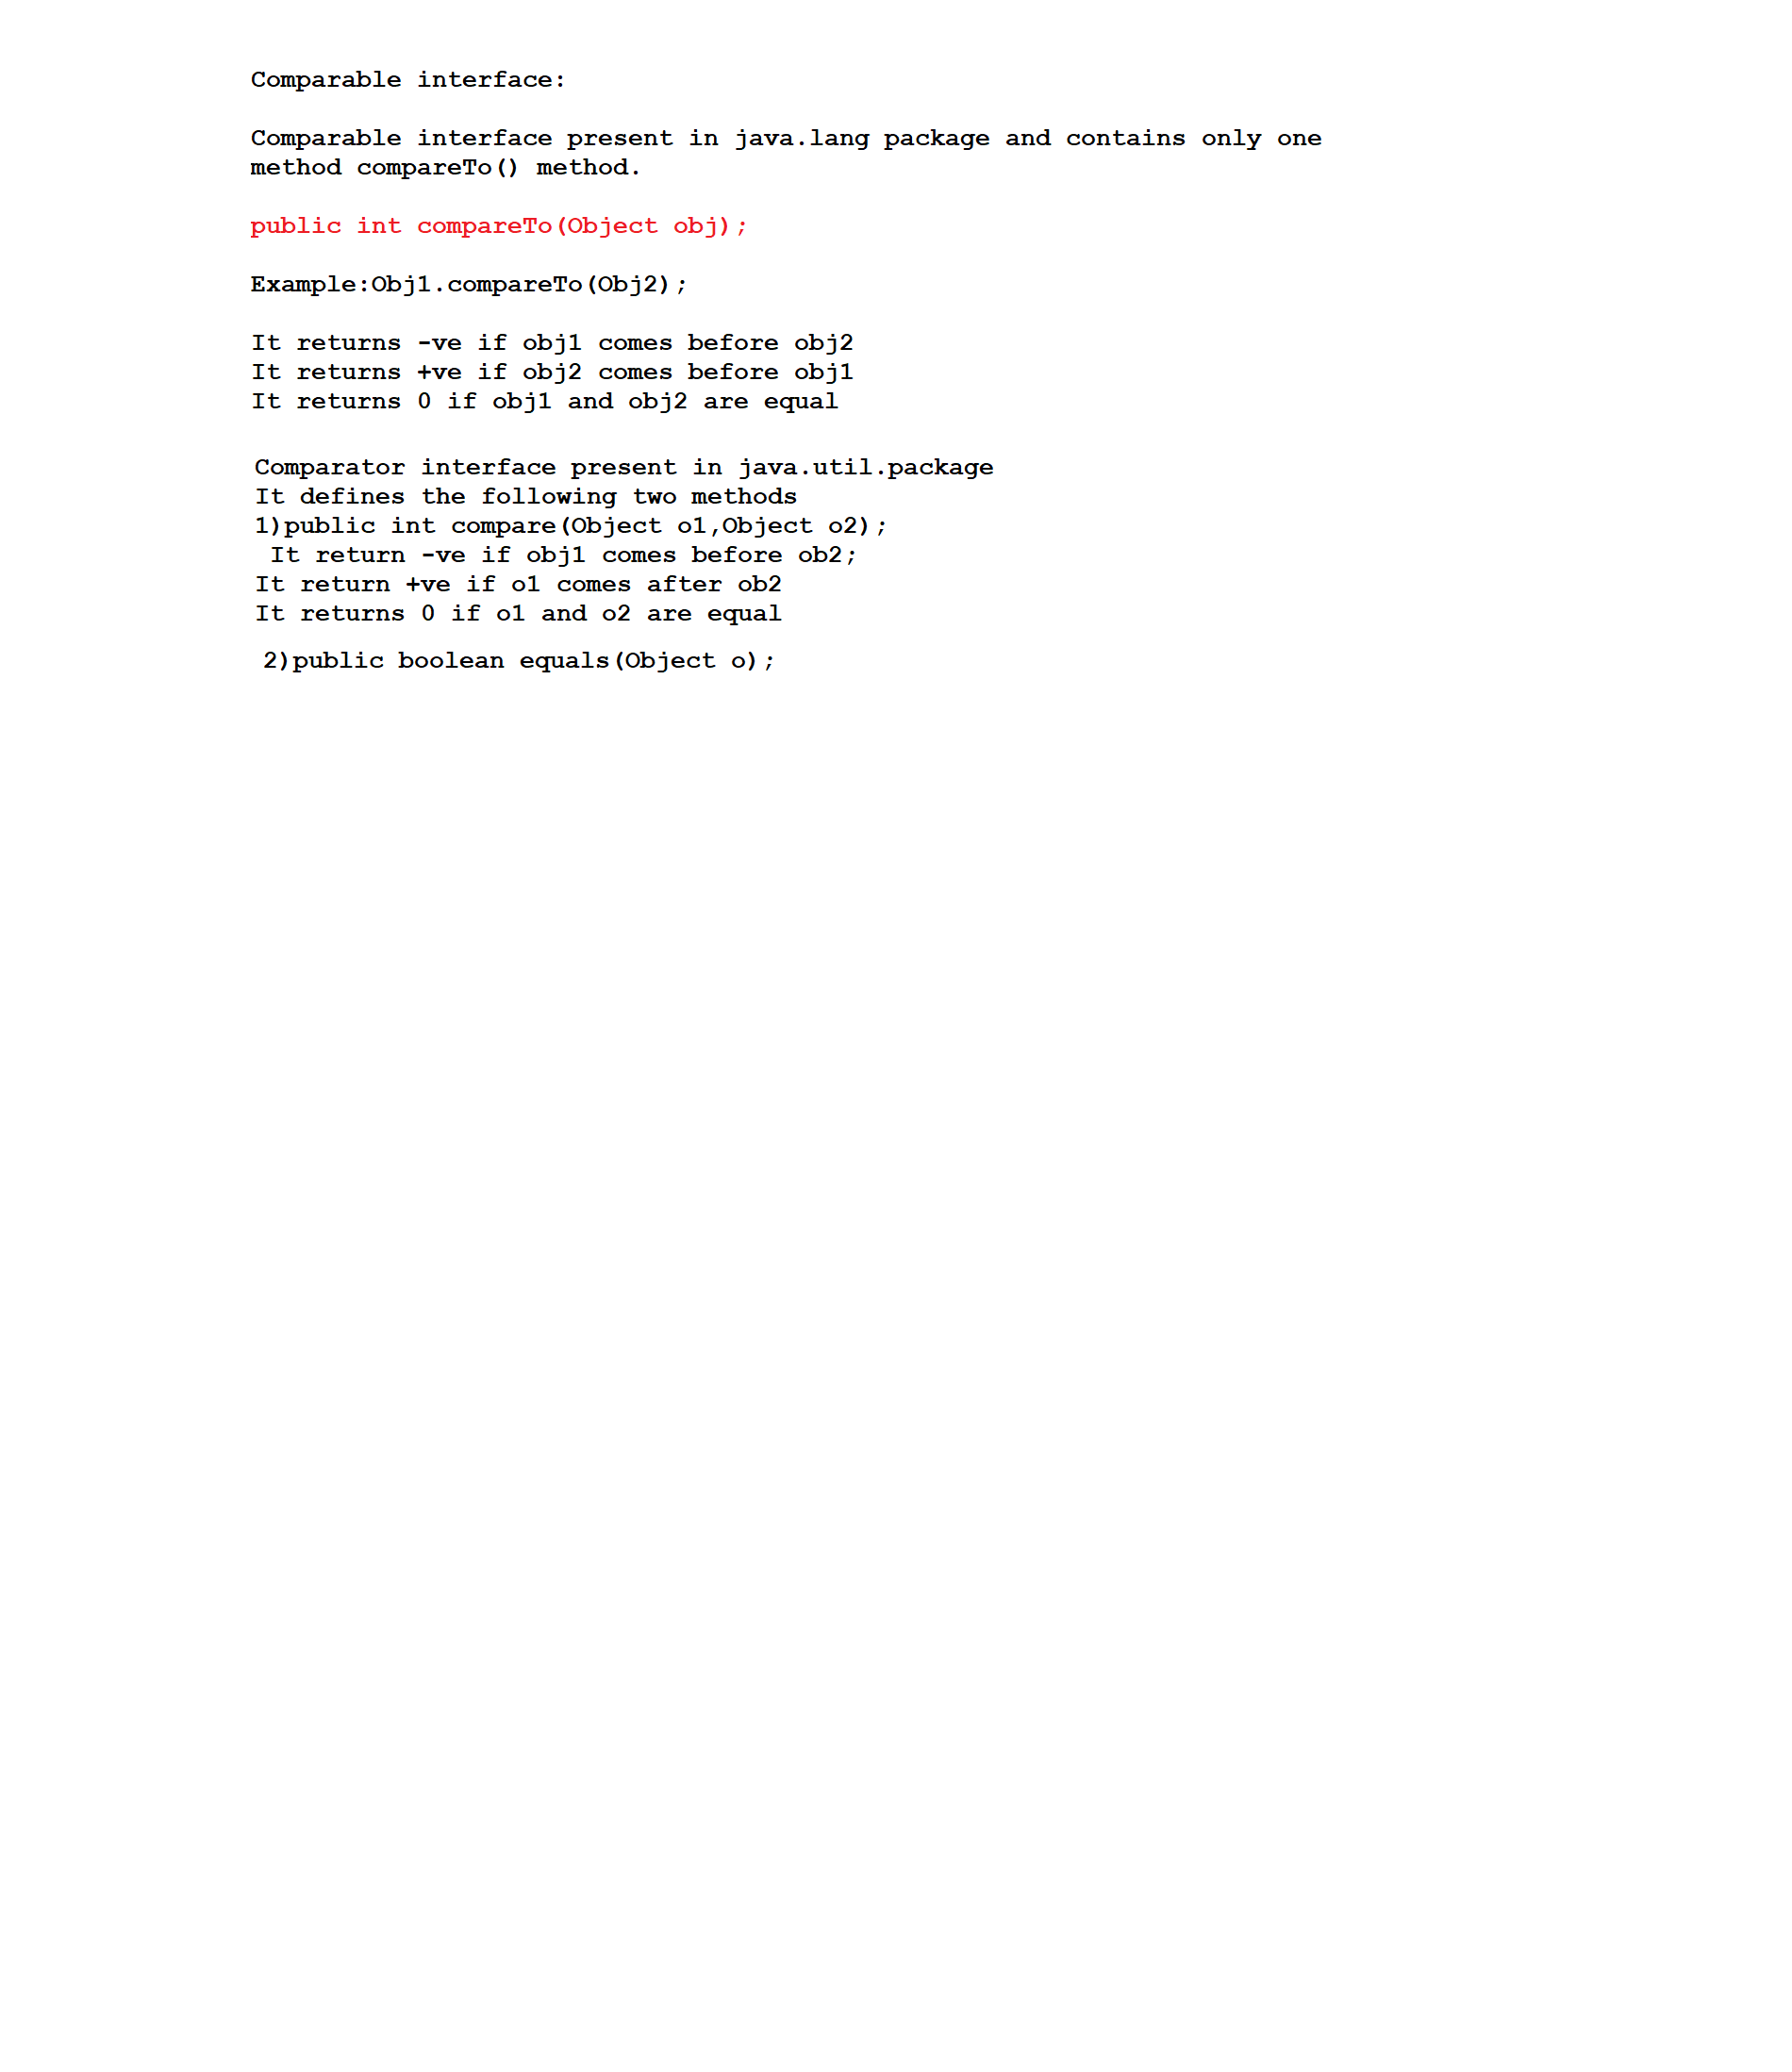 Comparable interface:
Comparable interface present in java.lang package and contains only one
method compareTo() method.
public int compareTo(Object obj);
Example:Obj1.compareTo(Obj2);
It returns -ve if obj1 comes before obj2
It returns +ve if obj2 comes before obj1
It returns 0 if obj1 and obj2 are equal
Comparator interface present in java.util.package
It defines the following two methods
1)public int compare(Object o1,Object o2);
It return -ve if obj1 comes before ob2;
It return +ve if o1 comes after ob2
It returns 0 if o1 and o2 are equal
2)public boolean equals(Object o);